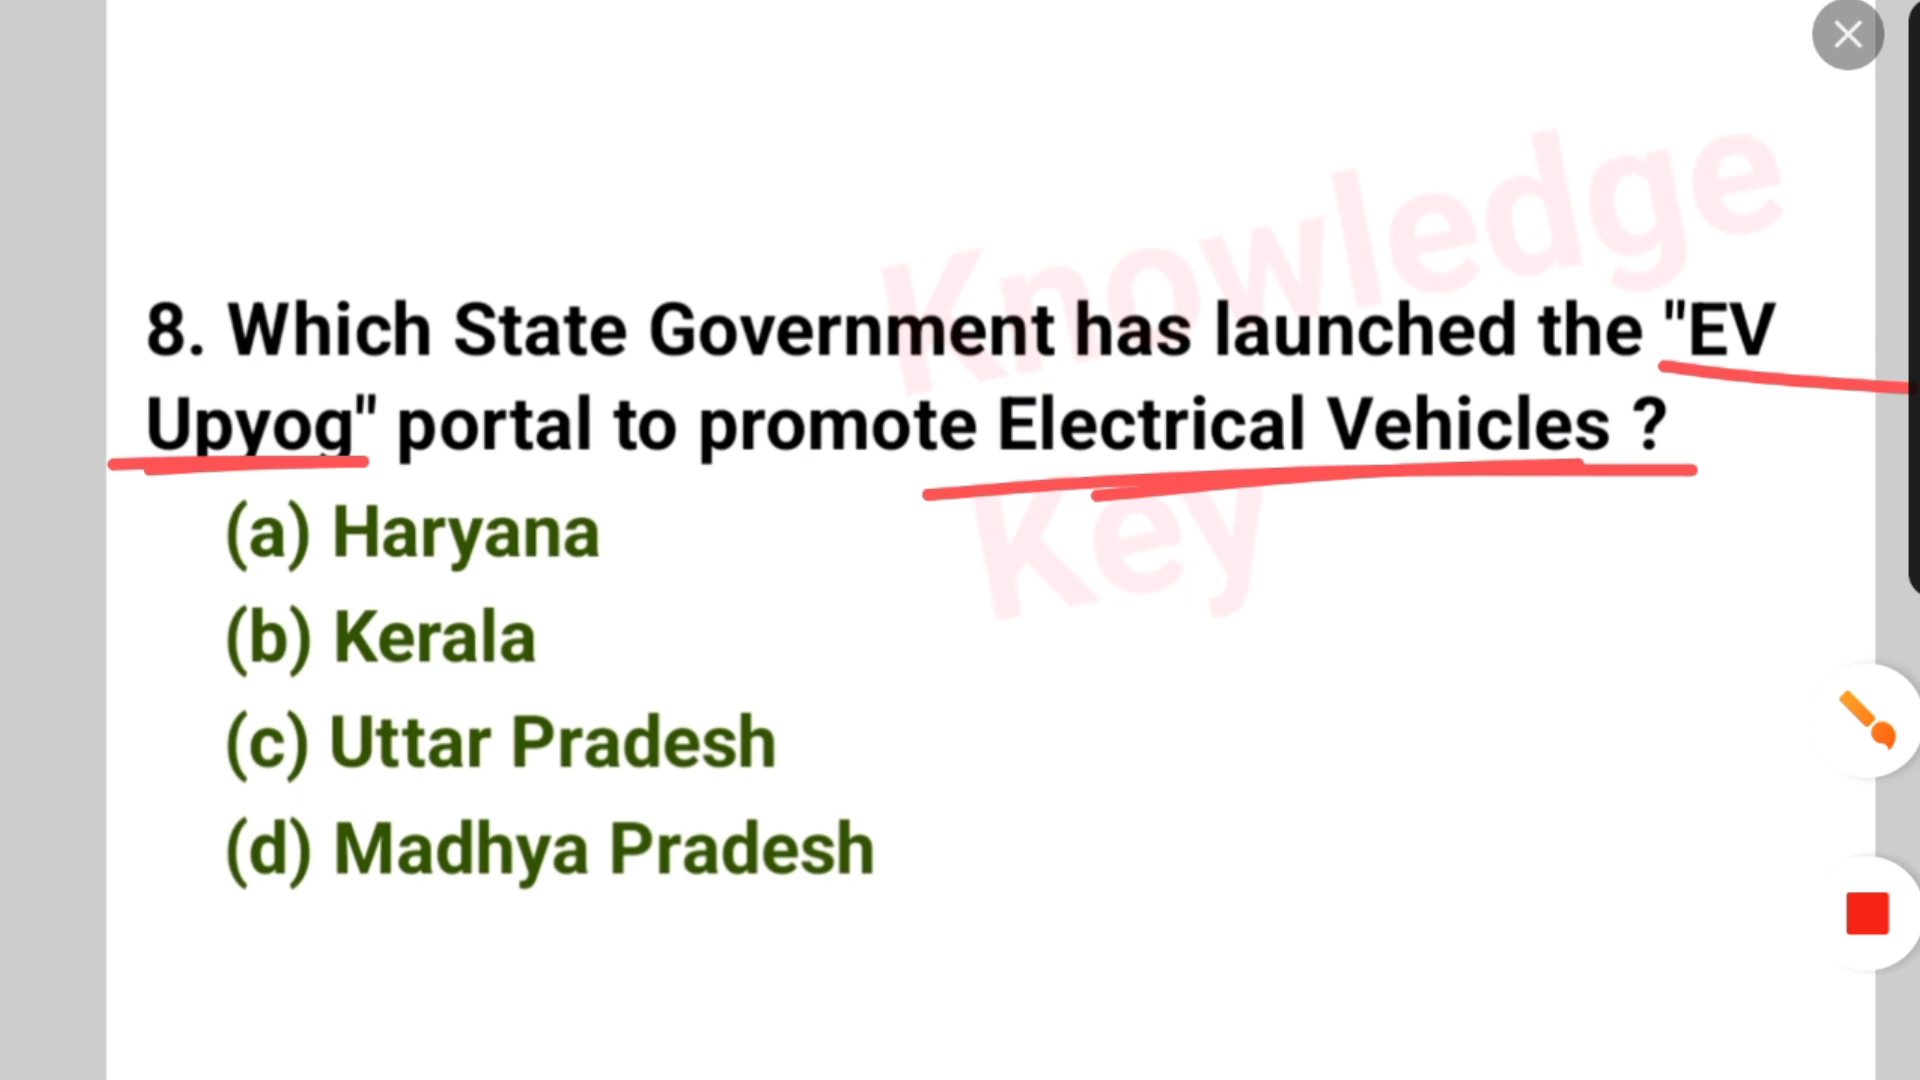 Knowledge
8. Which State Government has launched the "EV
Upyog" portal to promote Electrical Vehicles ?
Key
(a) Haryana
(b) Kerala
(c) Uttar Pradesh
(d) Madhya Pradesh